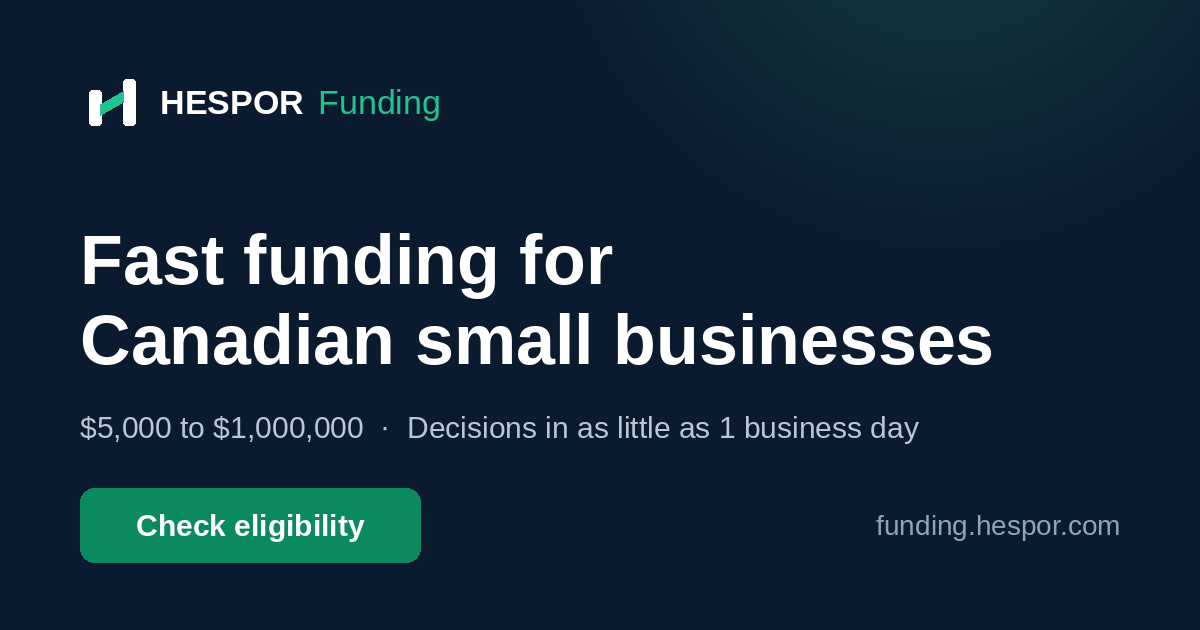 HESPOR Funding
Fast funding for
Canadian small businesses
$5,000 to $1,000,000 · Decisions in as little as 1 business day
Check eligibility
funding.hespor.com